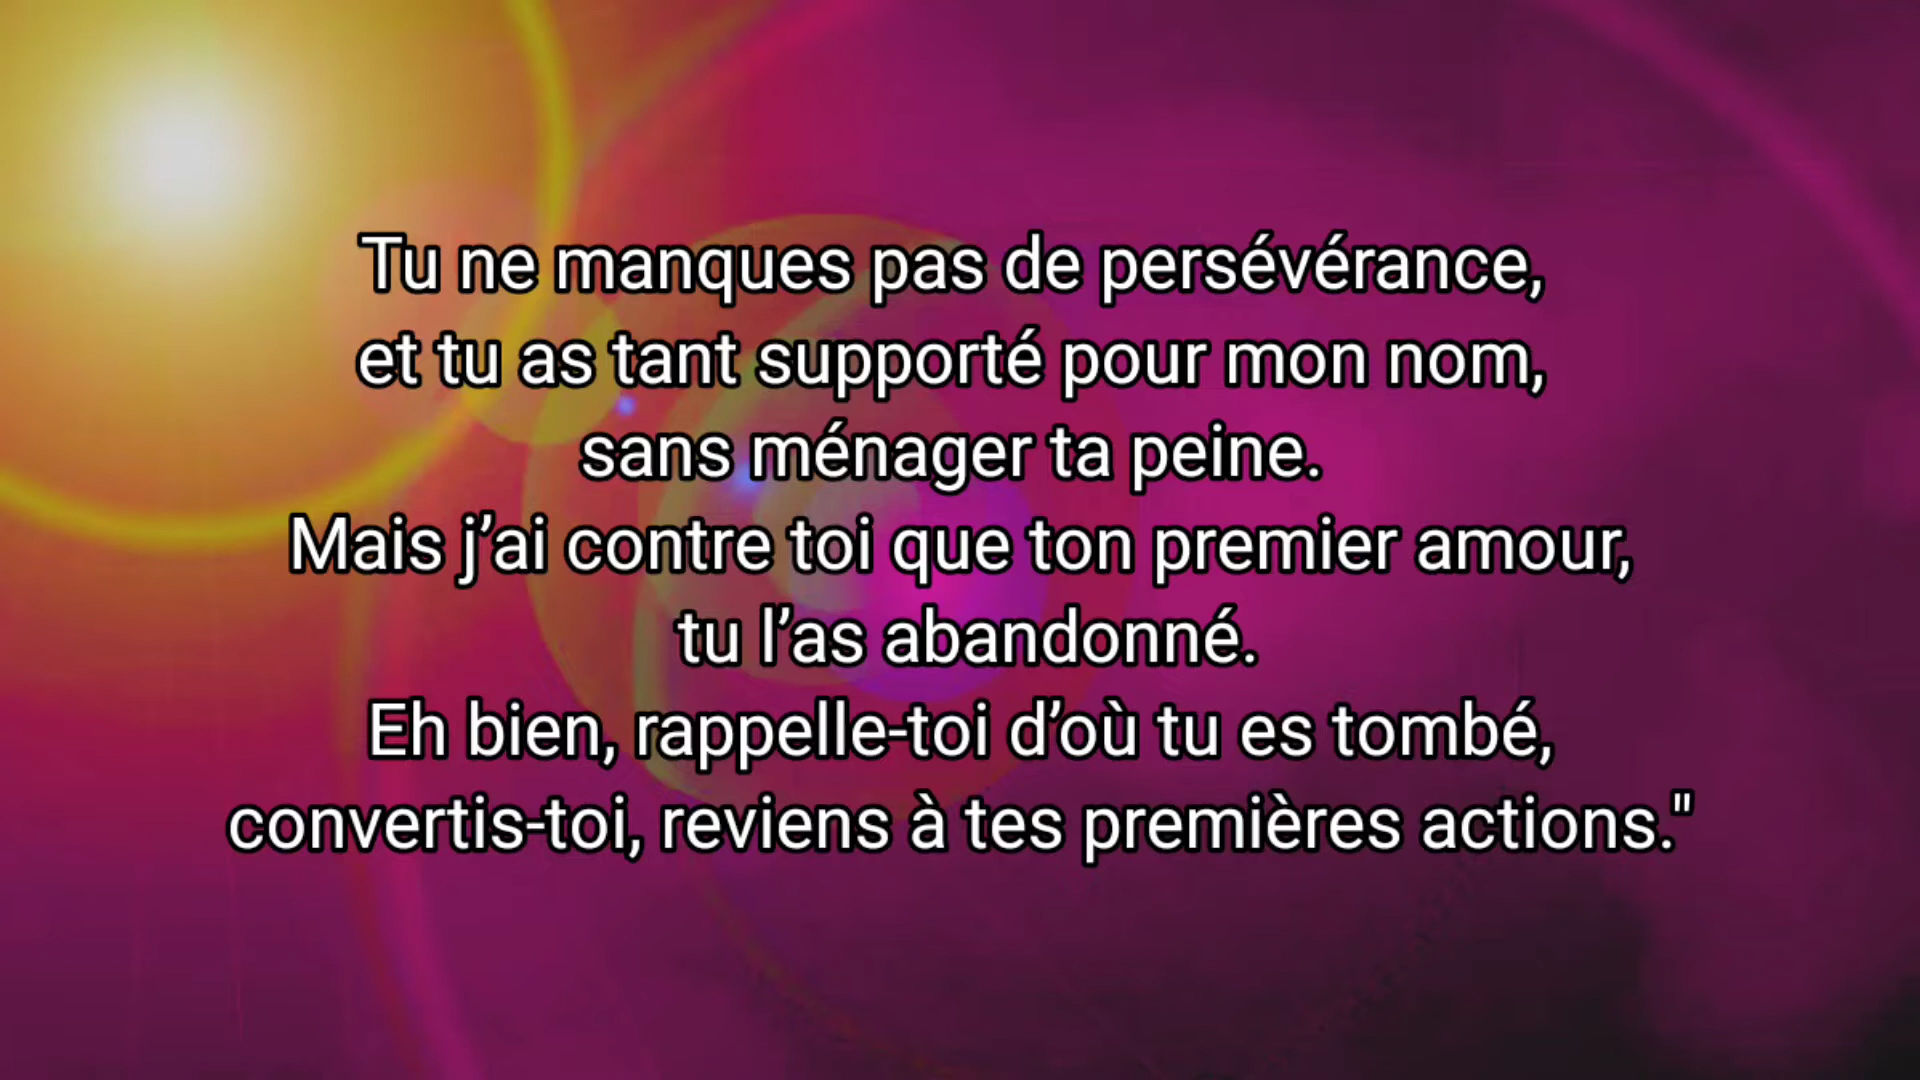 Tu ne manques pas de persévérance,
et tu as tant supporté pour mon nom,
sans ménager ta peine.
Mais j’ai contre toi que ton premier amour,
tu l’as abandonné.
Eh bien, rappelle-toi d’où tu es tombé,
convertis-toi, reviens à tes premières actions."